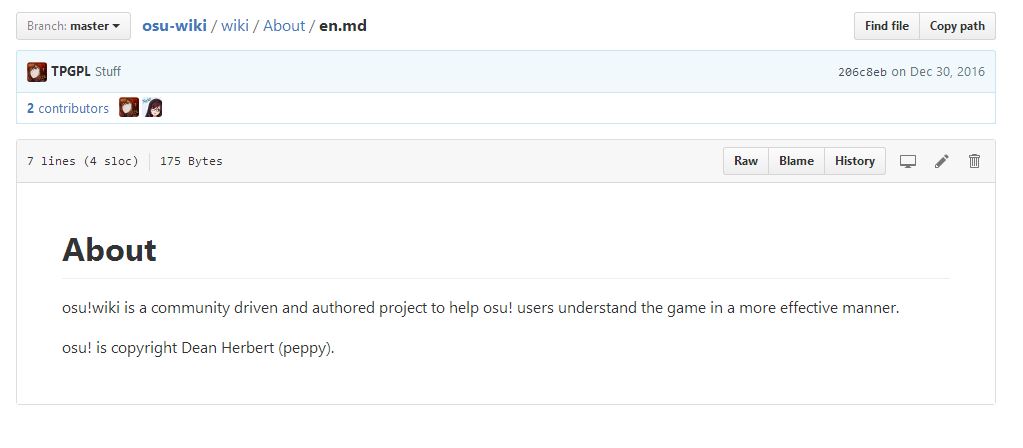 Branch: master osu-wiki / wiki / About / en.md Find file Copy path
TPGPL Stuff 206c8eb on Dec 30, 2016
2 contributors
7 lines (4 sloc) 175 Bytes Raw Blame History
About
osu!wiki is a community driven and authored project to help osu! users understand the game in a more effective manner.
osu! is copyright Dean Herbert (peppy).